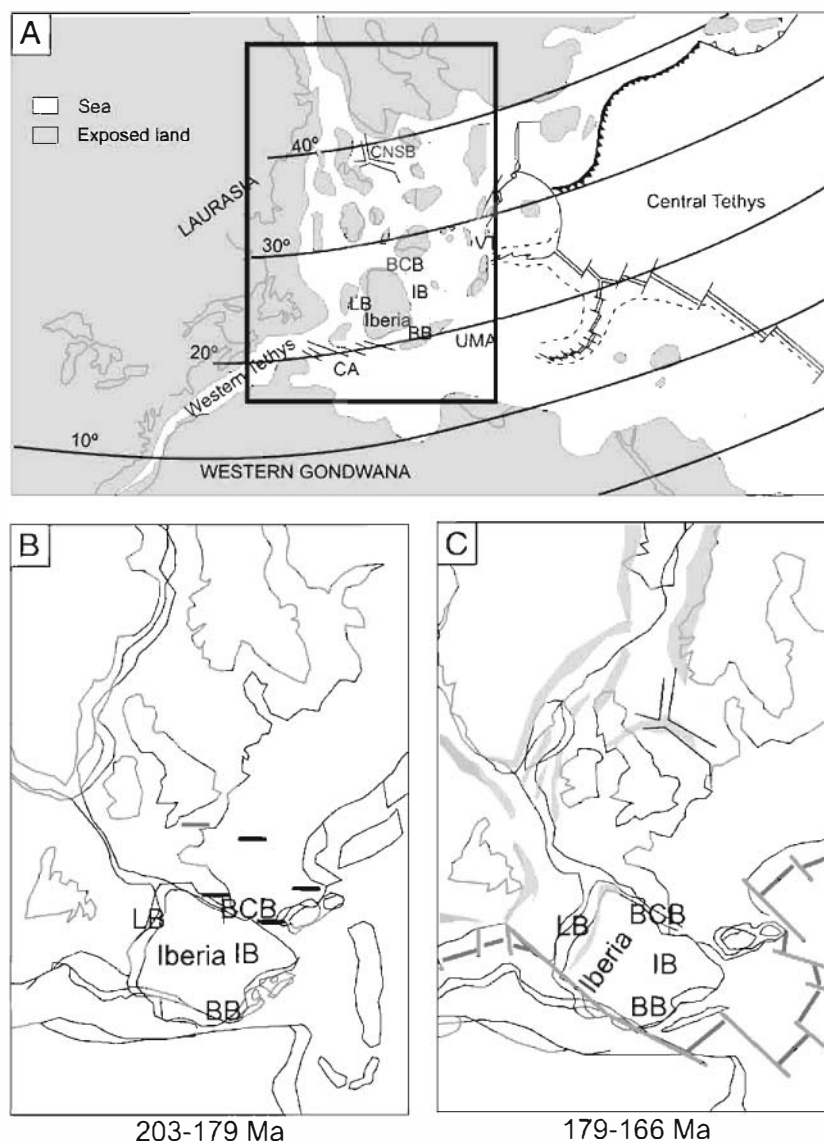 A
Sea
Exposed land
40º
CNSB
LAURASIA
Central Tethys
30º
VT
BCB
LB
IB
Iberia
BB
UMA
20º
Western Tethys
CA
10º
WESTERN GONDWANA
B
LB
BCB
Iberia IB
BB
203-179 Ma
C
LB
BCB
Iberia
IB
BB
179-166 Ma